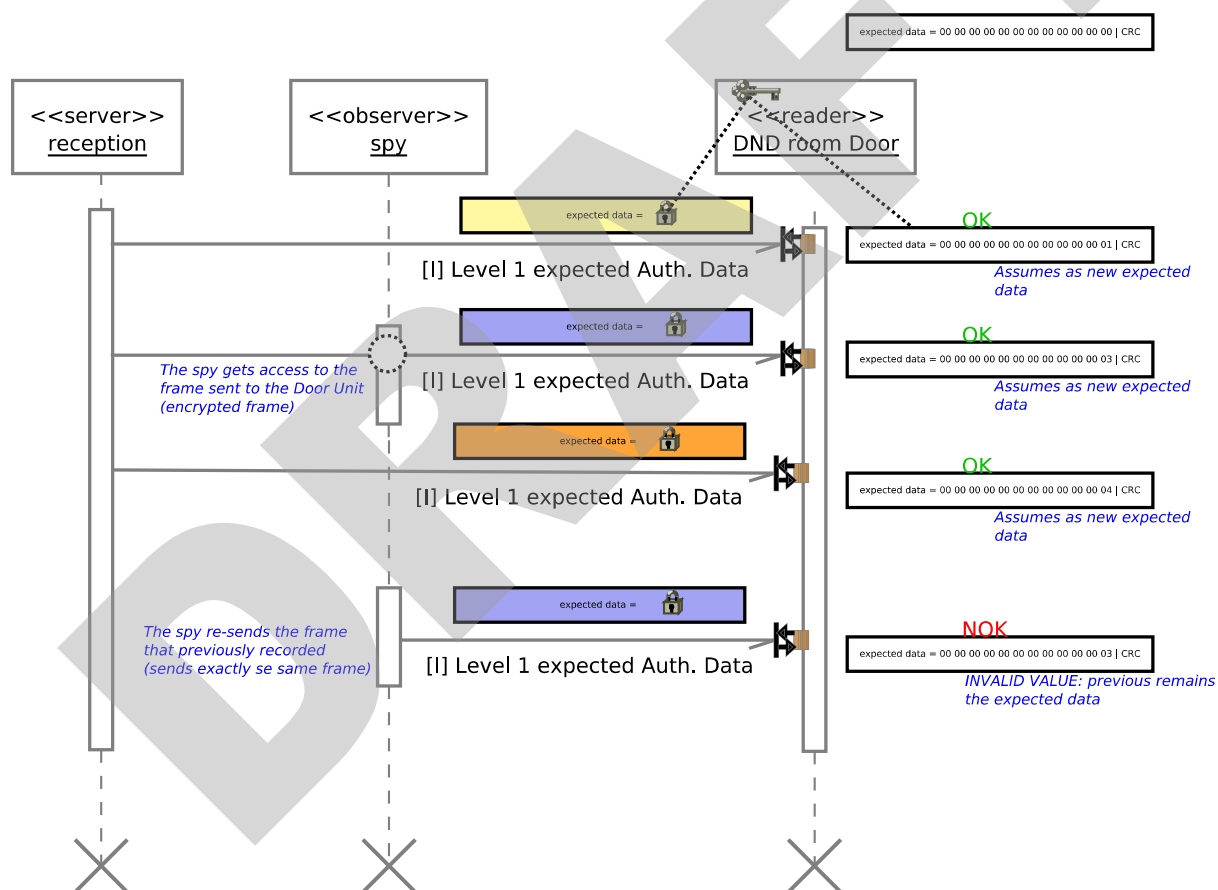 expected data = 00 00 00 00 00 00 00 00 00 00 00 00 | CRC
<<server>>
reception
<<observer>>
spy
<<reader>>
DND room Door
expected data =
OK
expected data = 00 00 00 00 00 00 00 00 00 00 00 01 | CRC
[I] Level 1 expected Auth. Data
Assumes as new expected
data
expected data =
OK
expected data = 00 00 00 00 00 00 00 00 00 00 00 03 | CRC
The spy gets access to the
frame sent to the Door Unit
(encrypted frame)
[I] Level 1 expected Auth. Data
Assumes as new expected
data
expected data =
OK
expected data = 00 00 00 00 00 00 00 00 00 00 00 04 | CRC
[I] Level 1 expected Auth. Data
Assumes as new expected
data
expected data =
The spy re-sends the frame
that previously recorded
(sends exactly se same frame)
[I] Level 1 expected Auth. Data
NOK
expected data = 00 00 00 00 00 00 00 00 00 00 00 03 | CRC
INVALID VALUE: previous remains
the expected data
DRAF